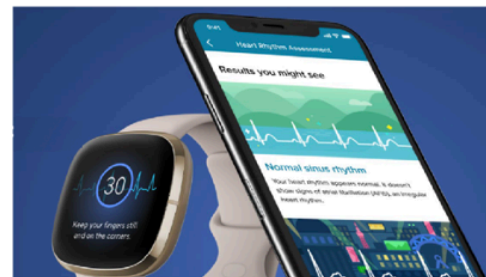 Heart Rhythm Assessment
Results you might see
Normal sinus rhythm
Your heart rhythm appears normal. It doesn't
show signs of atrial fibrillation (AFib), an irregular
heart rhythm.
30
Keep your fingers still
and on the corners.